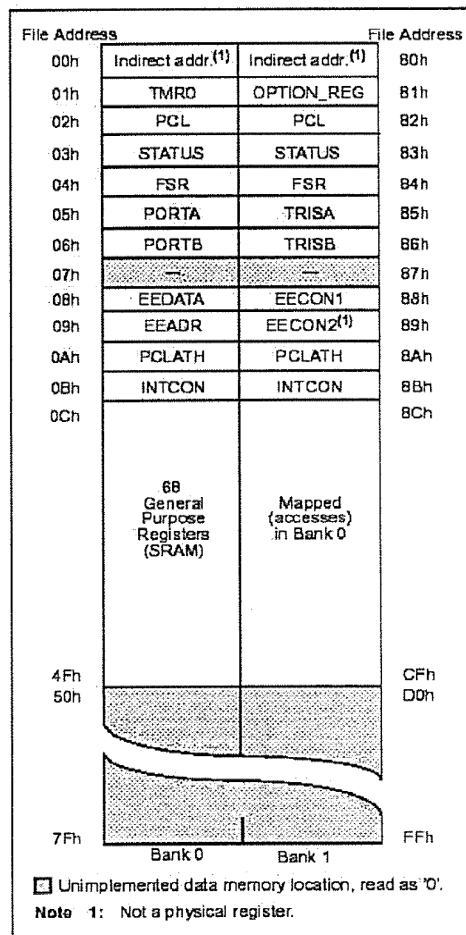 File Address File Address
00h Indirect addr.(1) Indirect addr.(1) 80h
01h TMR0 OPTION_REG 81h
02h PCL PCL 82h
03h STATUS STATUS 83h
04h FSR FSR 84h
05h PORTA TRISA 85h
06h PORTB TRISB 86h
07h — — 87h
08h EEDATA EECON1 88h
09h EEADR EECON2(1) 89h
0Ah PCLATH PCLATH 8Ah
0Bh INTCON INTCON 8Bh
0Ch 8Ch
68
General
Purpose
Registers
(SRAM)
Mapped
(accesses)
in Bank 0
4Fh CFh
50h D0h
7Fh FFh
Bank 0 Bank 1
Unimplemented data memory location, read as '0'.
Note 1: Not a physical register.